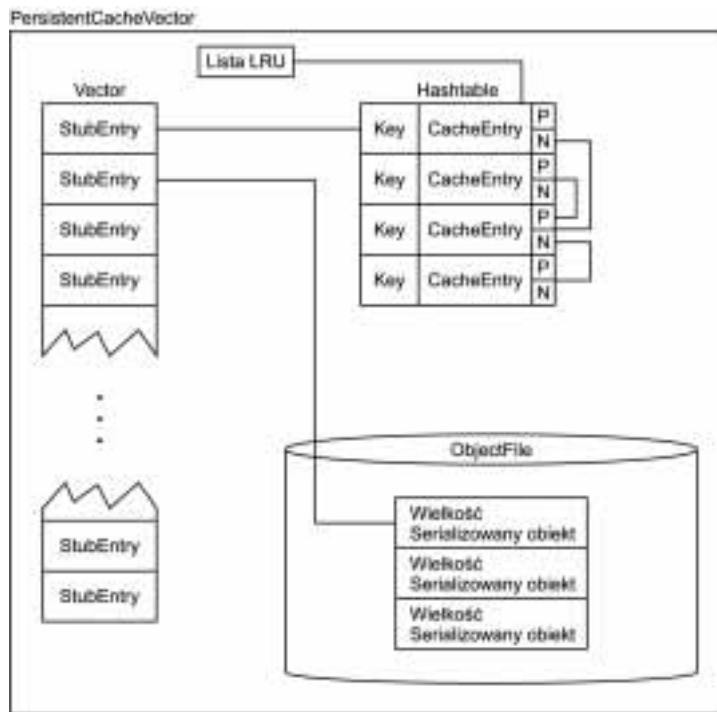 PersistentCacheVector
Lista LRU
Vector
Hashtable
StubEntry
StubEntry
StubEntry
StubEntry
Key CacheEntry P N
Key CacheEntry P N
Key CacheEntry P N
Key CacheEntry P N
ObjectFile
Wielkość
Serializowany obiekt
Wielkość
Serializowany obiekt
Wielkość
Serializowany obiekt
StubEntry
StubEntry